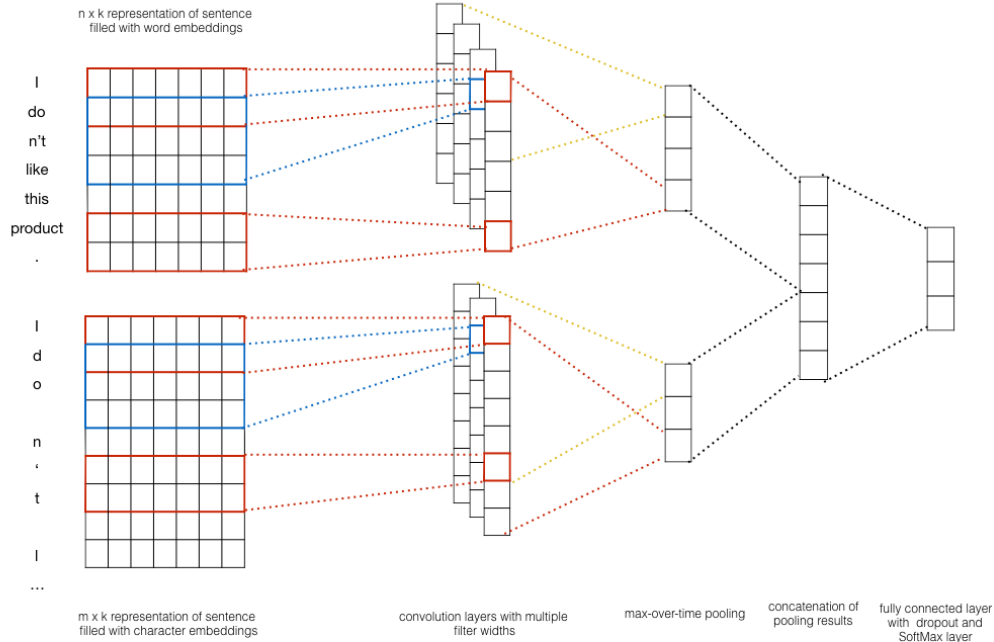 n x k representation of sentence
filled with word embeddings
I
do
n't
like
this
product
.
I
d
o
n
‘
t
l
...
m x k representation of sentence
filled with character embeddings
convolution layers with multiple
filter widths
max-over-time pooling
concatenation of
pooling results
fully connected layer
with dropout and
SoftMax layer